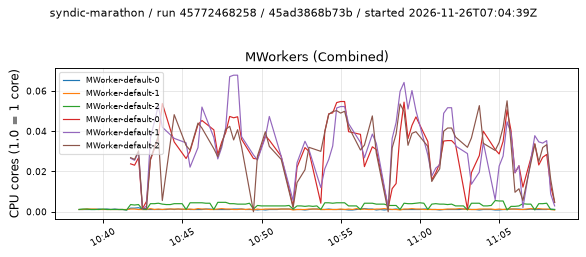 syndic-marathon / run 45772468258 / 45ad3868b73b / started 2026-11-26T07:04:39Z
MWorkers (Combined)
CPU cores (1.0 = 1 core)
0.06
0.04
0.02
0.00
MWorker-default-0
MWorker-default-1
MWorker-default-2
MWorker-default-0
MWorker-default-1
MWorker-default-2
10:40
10:45
10:50
10:55
11:00
11:05